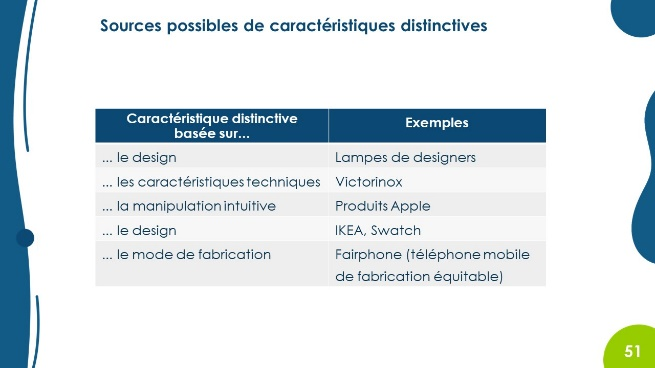 Sources possibles de caractéristiques distinctives
Caractéristique distinctive
basée sur...
Exemples
... le design
Lampes de designers
... les caractéristiques techniques
Victorinox
... la manipulation intuitive
Produits Apple
... le design
IKEA, Swatch
... le mode de fabrication
Fairphone (téléphone mobile
de fabrication équitable)
51